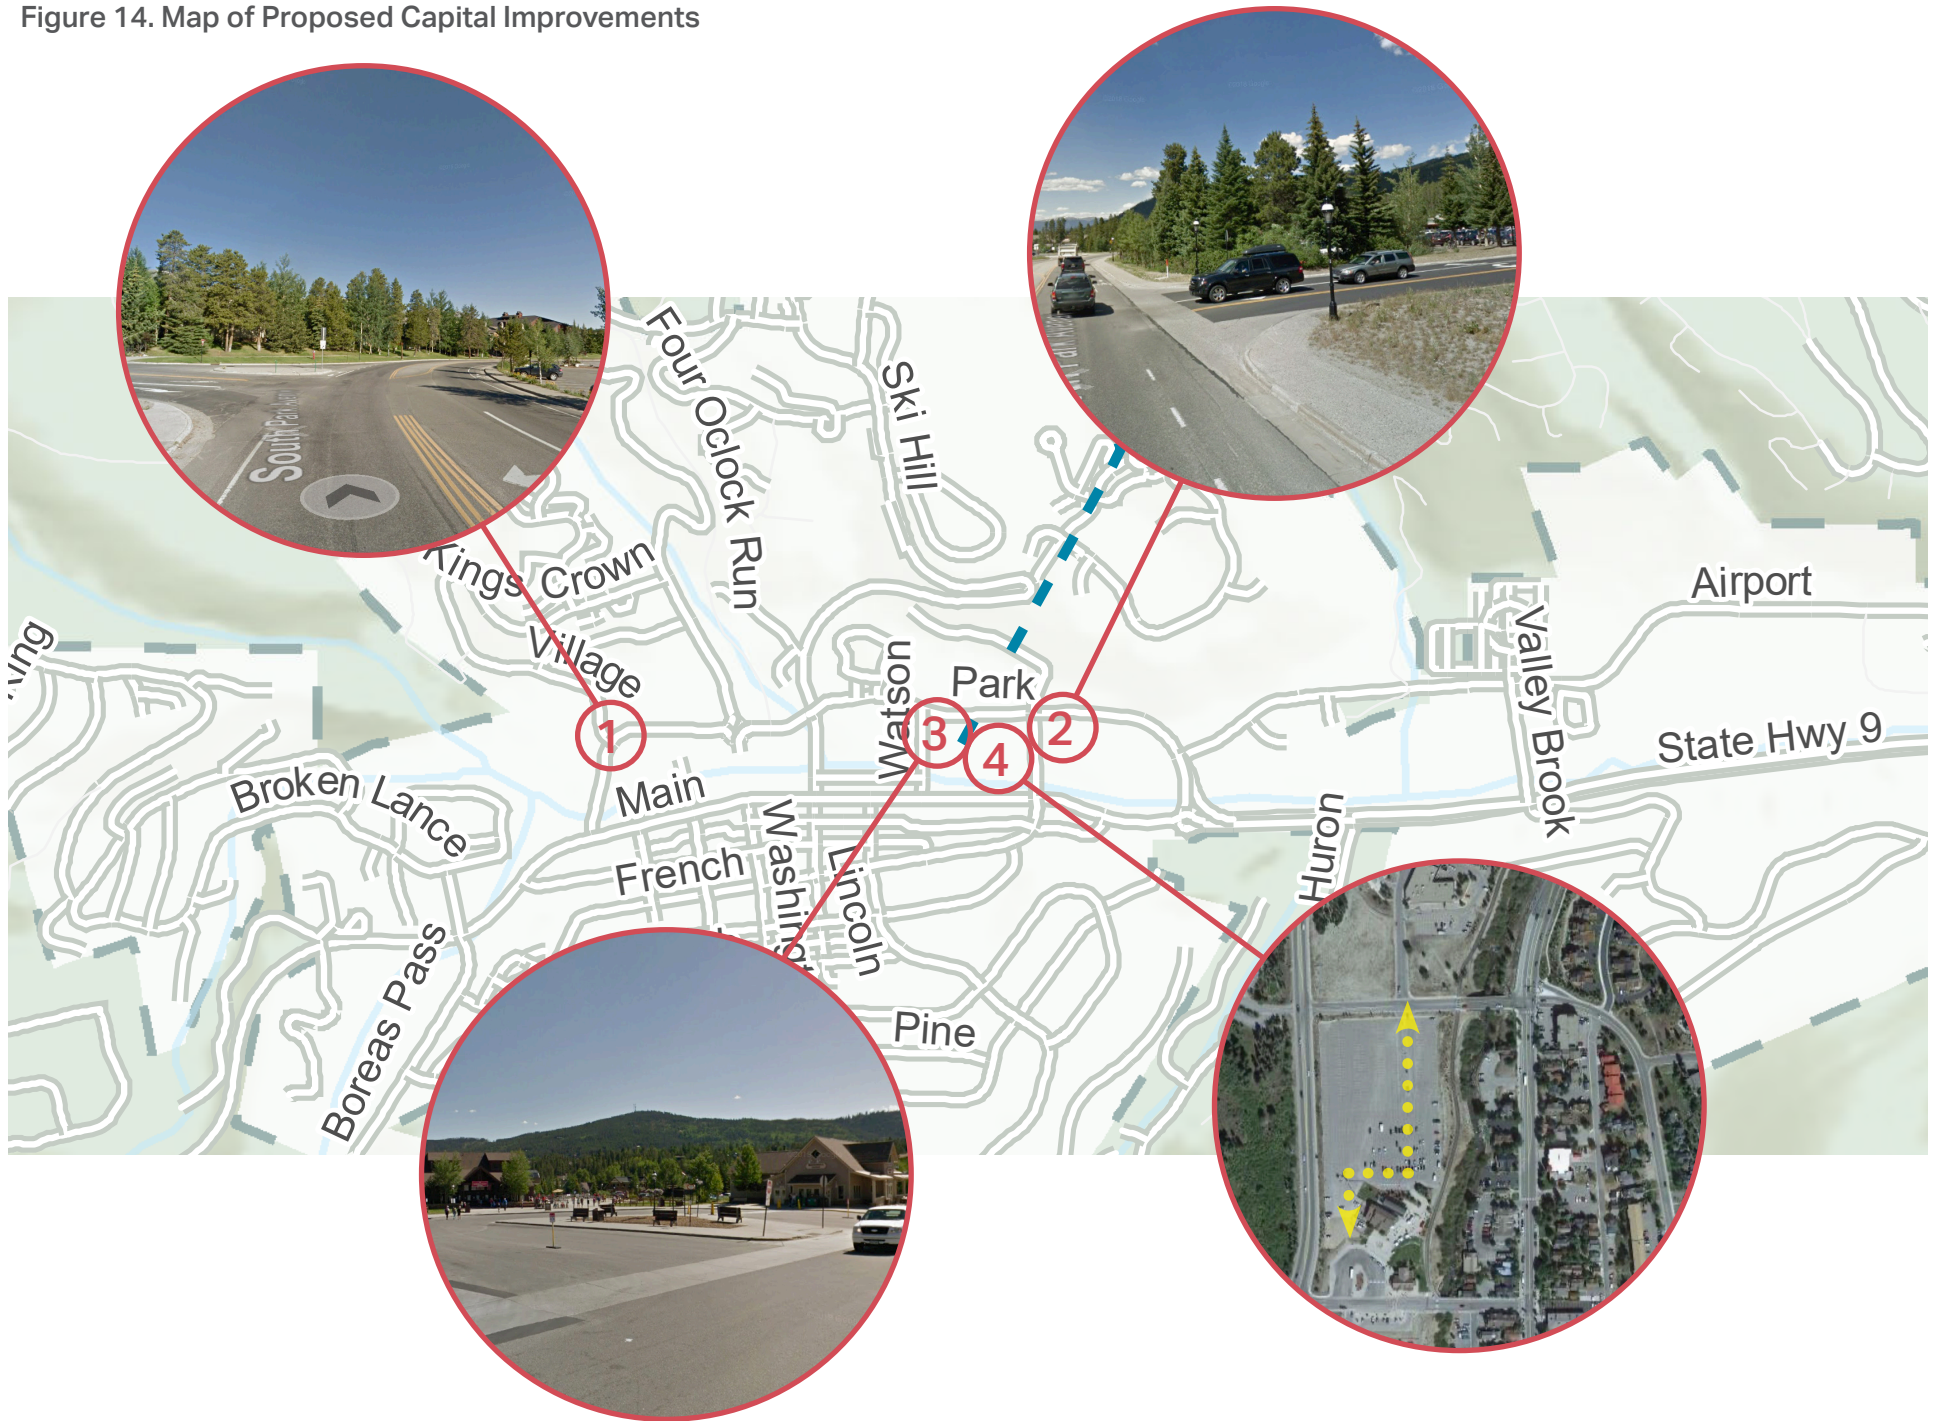 Figure 14. Map of Proposed Capital Improvements
South Park
Four Oclock Run
Ski Hill
Kings Crown
Village
Watson
Park
Airport
Valley Brook
State Hwy 9
1
3
4
2
Main
Broken Lance
French
Washingt
Lincoln
Huron
Boreas Pass
Pine